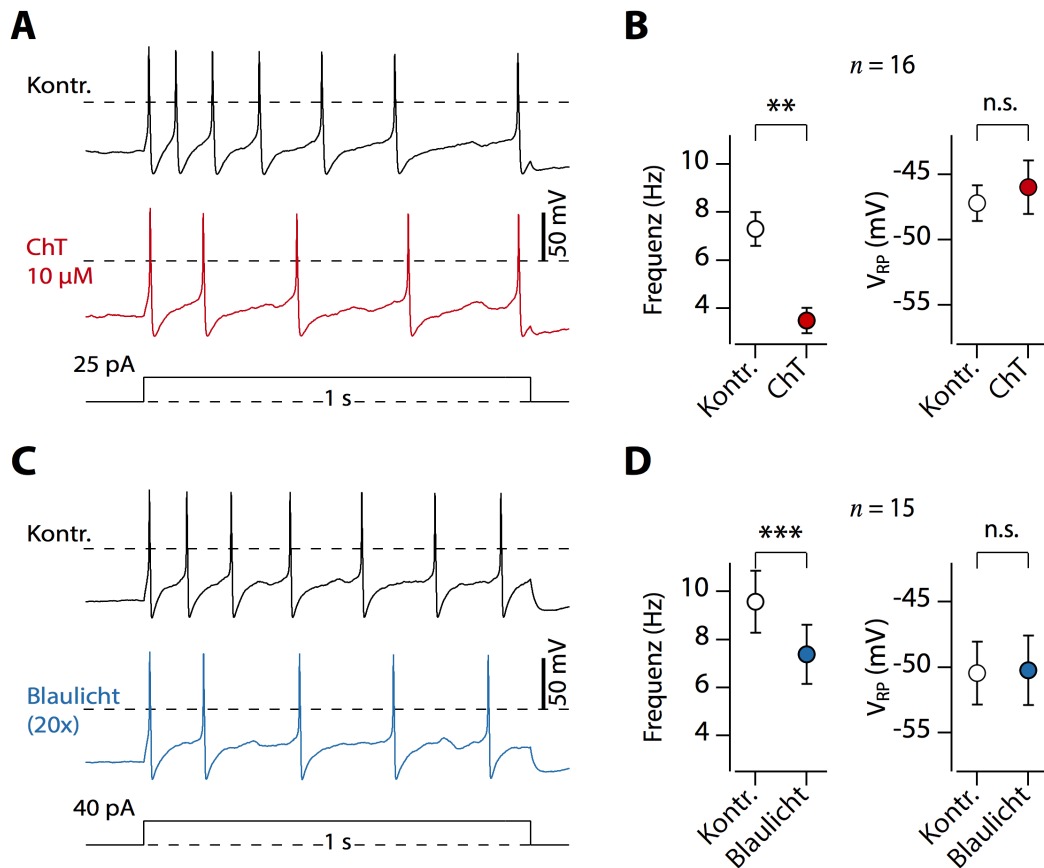 A
Kontr.
ChT
10 µM
50 mV
25 pA
1 s
B
n = 16
**
n.s.
Frequenz (Hz)
10
8
6
4
Kontr.
ChT
V_RP (mV)
-45
-50
-55
Kontr.
ChT
C
Kontr.
Blaulicht
(20x)
50 mV
40 pA
1 s
D
n = 15
***
n.s.
Frequenz (Hz)
10
8
6
4
Kontr.
Blaulicht
V_RP (mV)
-45
-50
-55
Kontr.
Blaulicht